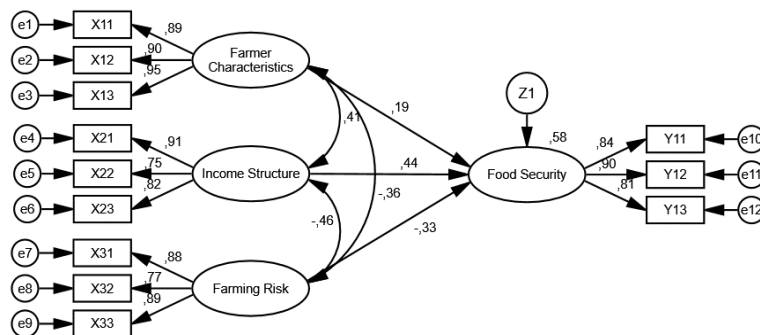 e1
X11
,89
e2
X12
,90
e3
X13
,95
Farmer
Characteristics
e4
X21
,91
e5
X22
,75
e6
X23
,82
Income Structure
e7
X31
,88
e8
X32
,77
e9
X33
,89
Farming Risk
,41
-,36
-,46
,19
,44
-,33
Z1
,58
Food Security
,84
Y11
e10
,90
Y12
e11
,81
Y13
e12